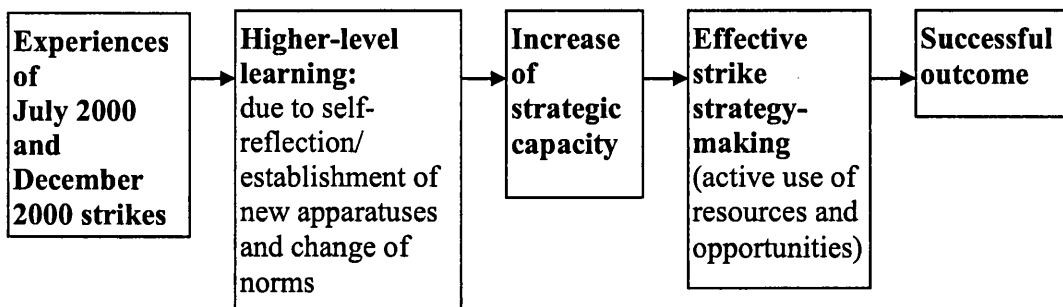 Experiences
of
July 2000
and
December
2000 strikes
Higher-level
learning:
due to self-
reflection/
establishment of
new apparatuses
and change of
norms
Increase
of
strategic
capacity
Effective
strike
strategy-
making
(active use of
resources and
opportunities)
Successful
outcome